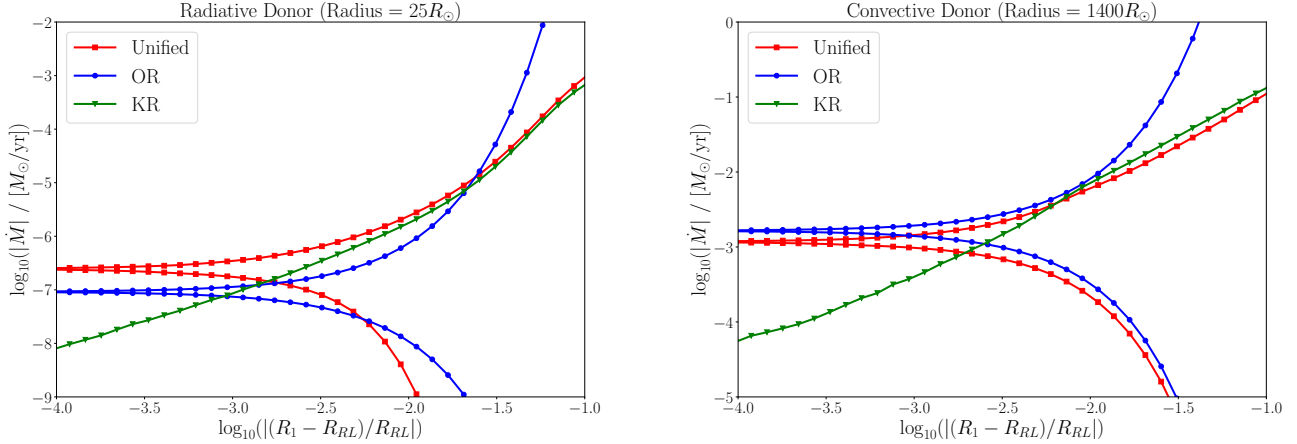 Radiative Donor (Radius = 25R⊙)
Unified
OR
KR
log10(|Ṁ| / [M⊙/yr])
−2
−3
−4
−5
−6
−7
−8
−9
−4.0 −3.5 −3.0 −2.5 −2.0 −1.5 −1.0
log10(|(R1 − RRL)/RRL|)
Convective Donor (Radius = 1400R⊙)
Unified
OR
KR
log10(|Ṁ| / [M⊙/yr])
0
−1
−2
−3
−4
−5
−4.0 −3.5 −3.0 −2.5 −2.0 −1.5 −1.0
log10(|(R1 − RRL)/RRL|)